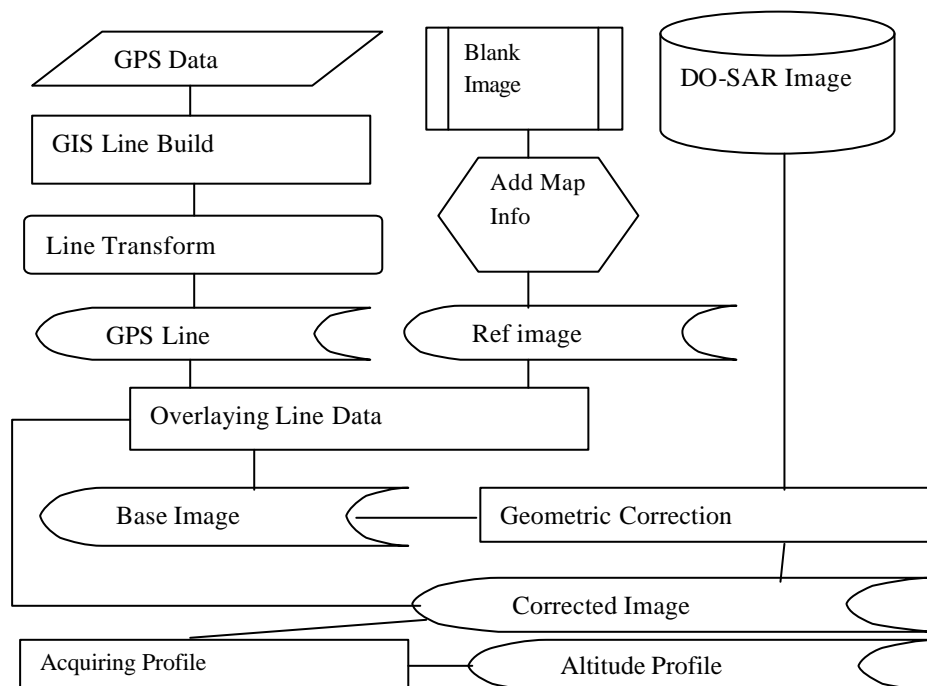 GPS Data
Blank
Image
DO-SAR Image
GIS Line Build
Add Map
Info
Line Transform
GPS Line
Ref image
Overlaying Line Data
Base Image
Geometric Correction
Corrected Image
Acquiring Profile
Altitude Profile